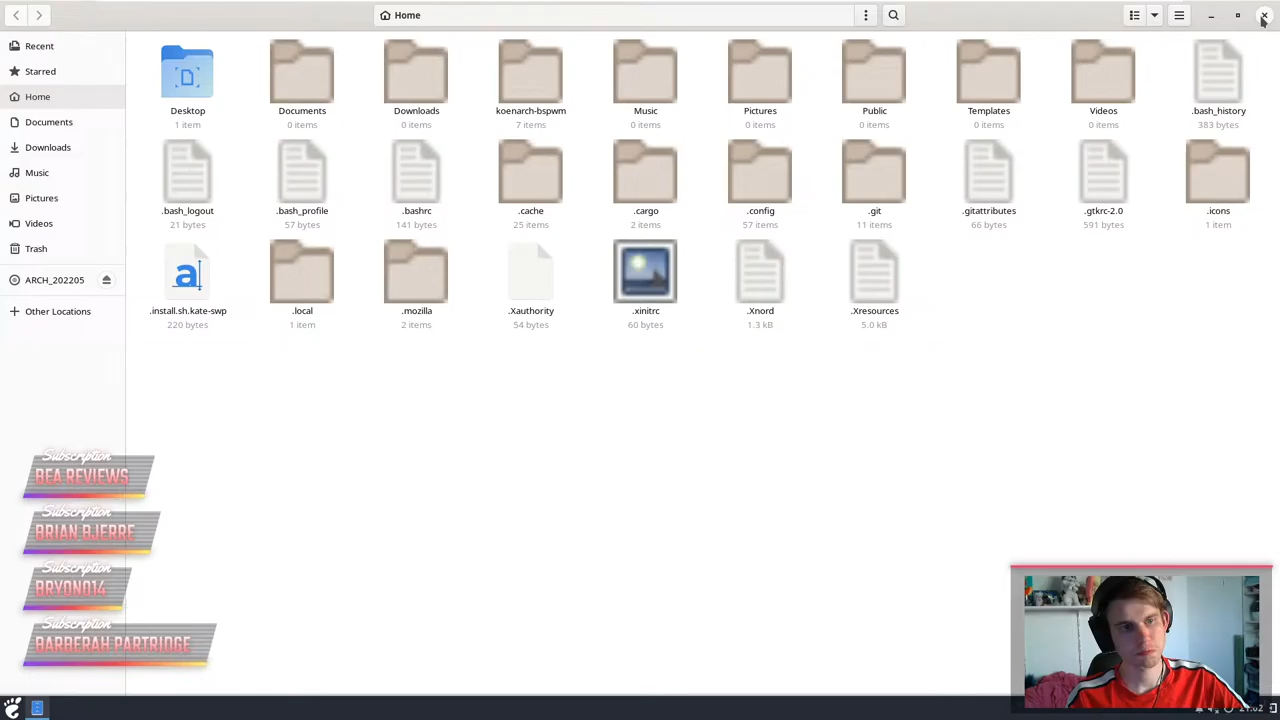 Home
Recent
Starred
Home
Documents
Downloads
Music
Pictures
Videos
Trash
ARCH_202205
Other Locations
Desktop
1 item
Documents
0 items
Downloads
0 items
koenarch-bspwm
7 items
Music
0 items
Pictures
0 items
Public
0 items
Templates
0 items
Videos
0 items
.bash_history
383 bytes
.bash_logout
21 bytes
.bash_profile
57 bytes
.bashrc
141 bytes
.cache
25 items
.cargo
2 items
.config
57 items
.git
11 items
.gitattributes
66 bytes
.gtkrc-2.0
591 bytes
.icons
1 item
.install.sh.kate-swp
220 bytes
.local
1 item
.mozilla
2 items
.Xauthority
54 bytes
.xinitrc
60 bytes
.Xnord
1.3 kB
.Xresources
5.0 kB
Subscription
BEA REVIEWS
Subscription
BRIAN BJERRE
Subscription
BRYONO14
Subscription
BARBERAH PARTRIDGE